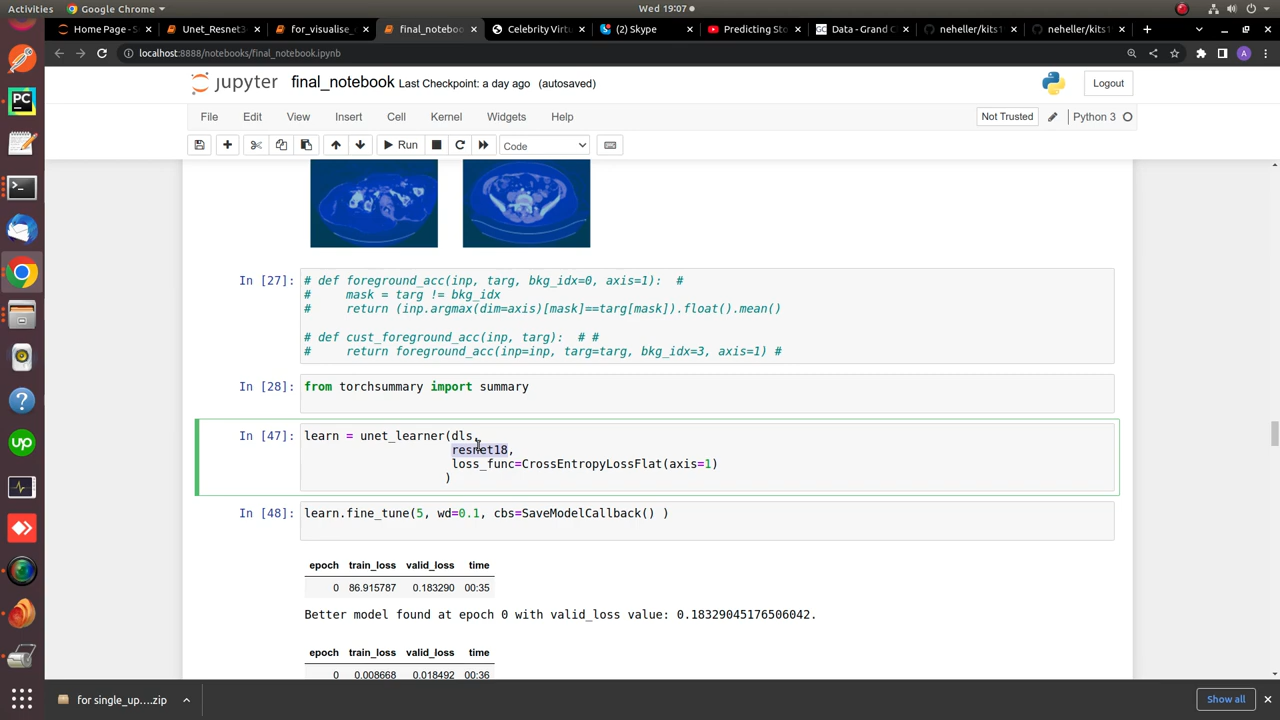 Activities
Google Chrome
Wed 19:07
Home Page - S
Unet_Resnet3
for_visualise_
final_noteboo
Celebrity Virtu
(2) Skype
Predicting Sto
Data - Grand C
neheller/kits1
neheller/kits1
localhost:8888/notebooks/final_notebook.ipynb
A
jupyter
final_notebook
Last Checkpoint: a day ago (autosaved)
Logout
File
Edit
View
Insert
Cell
Kernel
Widgets
Help
Not Trusted
Python 3
Run
Code
In [27]:
# def foreground_acc(inp, targ, bkg_idx=0, axis=1):  #
#     mask = targ != bkg_idx
#     return (inp.argmax(dim=axis)[mask]==targ[mask]).float().mean()
# def cust_foreground_acc(inp, targ):  # #
#     return foreground_acc(inp=inp, targ=targ, bkg_idx=3, axis=1) #
In [28]:
from torchsummary import summary
In [47]:
learn = unet_learner(dls,
resnet18,
loss_func=CrossEntropyLossFlat(axis=1)
)
In [48]:
learn.fine_tune(5, wd=0.1, cbs=SaveModelCallback() )
epoch train_loss valid_loss time
0 86.915787 0.183290 00:35
Better model found at epoch 0 with valid_loss value: 0.18329045176506042.
epoch train_loss valid_loss time
0 0.008668 0.018492 00:36
for single_up....zip
Show all